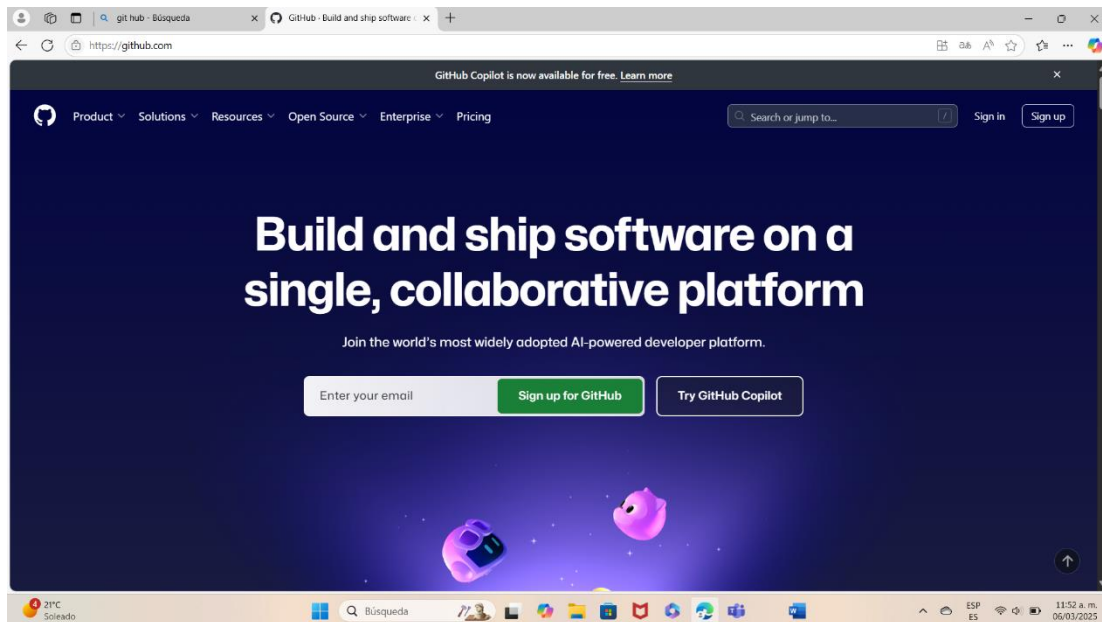 git hub - Búsqueda
GitHub · Build and ship software
https://github.com
GitHub Copilot is now available for free. Learn more
Product Solutions Resources Open Source Enterprise Pricing Search or jump to... / Sign in Sign up
Build and ship software on a
single, collaborative platform
Join the world's most widely adopted AI-powered developer platform.
Enter your email Sign up for GitHub Try GitHub Copilot
4 21°C
Soleado
Búsqueda
ESP
ES
11:52 a. m.
06/03/2025